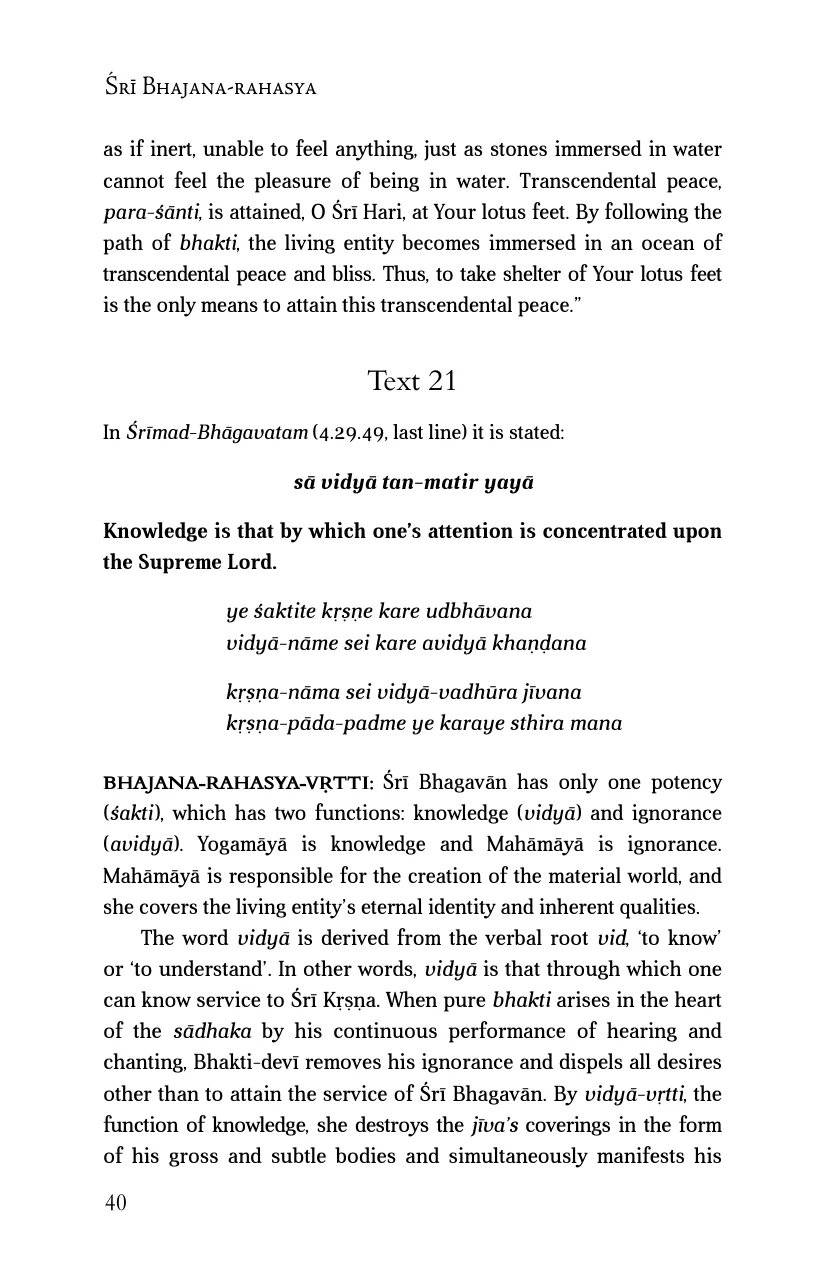 Śrī Bhajana-rahasya
as if inert, unable to feel anything, just as stones immersed in water
cannot feel the pleasure of being in water. Transcendental peace,
para-śānti, is attained, O Śrī Hari, at Your lotus feet. By following the
path of bhakti, the living entity becomes immersed in an ocean of
transcendental peace and bliss. Thus, to take shelter of Your lotus feet
is the only means to attain this transcendental peace.”
Text 21
In Śrīmad-Bhāgavatam (4.29.49, last line) it is stated:
sā vidyā tan-matir yayā
Knowledge is that by which one’s attention is concentrated upon
the Supreme Lord.
ye śaktite kṛṣṇe kare udbhāvana
vidyā-nāme sei kare avidyā khaṇḍana
kṛṣṇa-nāma sei vidyā-vadhūra jīvana
kṛṣṇa-pāda-padme ye karaye sthira mana
BHAJANA-RAHASYA-VṚTTI: Śrī Bhagavān has only one potency
(śakti), which has two functions: knowledge (vidyā) and ignorance
(avidyā). Yogamāyā is knowledge and Mahāmāyā is ignorance.
Mahāmāyā is responsible for the creation of the material world, and
she covers the living entity’s eternal identity and inherent qualities.
The word vidyā is derived from the verbal root vid, ‘to know’
or ‘to understand’. In other words, vidyā is that through which one
can know service to Śrī Kṛṣṇa. When pure bhakti arises in the heart
of the sādhaka by his continuous performance of hearing and
chanting, Bhakti-devī removes his ignorance and dispels all desires
other than to attain the service of Śrī Bhagavān. By vidyā-vṛtti, the
function of knowledge, she destroys the jīva’s coverings in the form
of his gross and subtle bodies and simultaneously manifests his
40